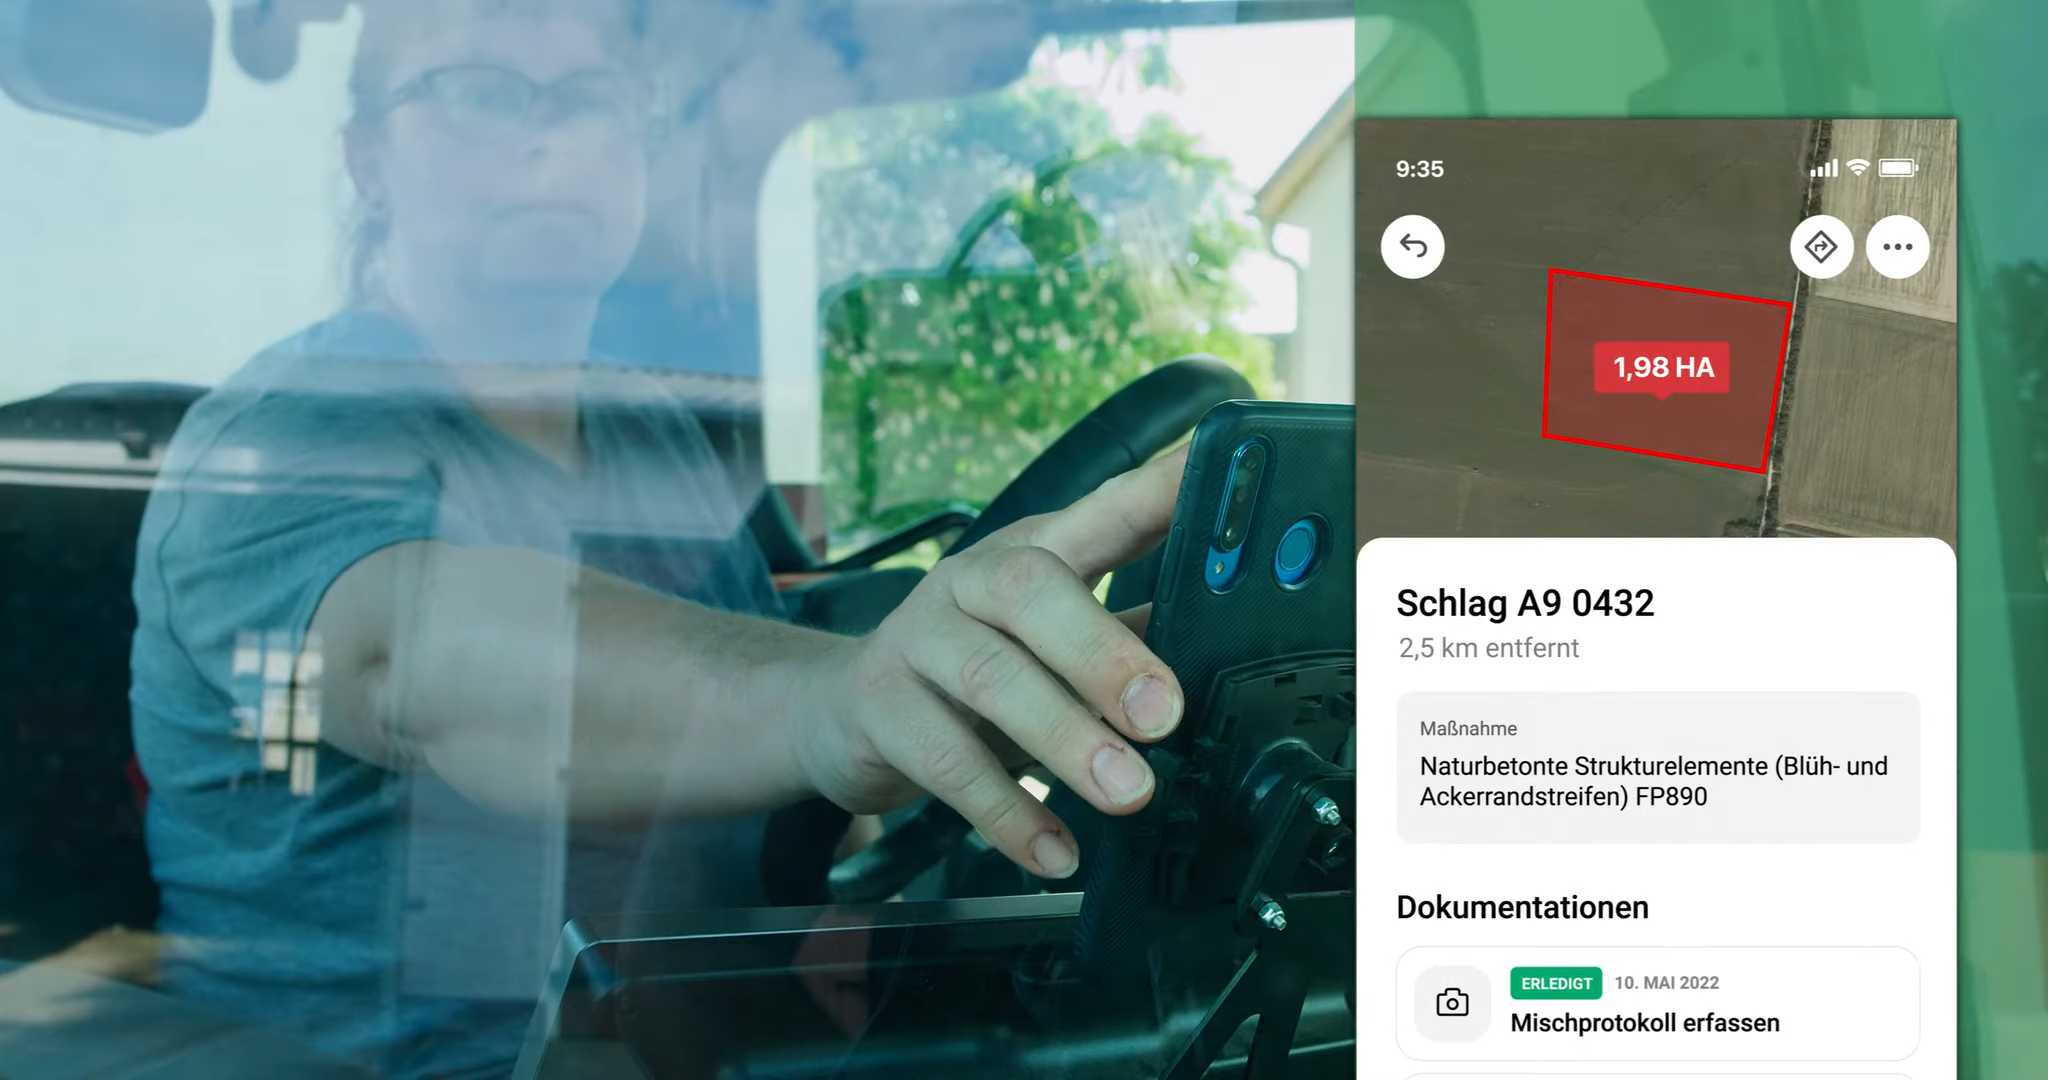 9:35
1,98 HA
Schlag A9 0432
2,5 km entfernt
Maßnahme
Naturbetonte Strukturelemente (Blüh- und
Ackerrandstreifen) FP890
Dokumentationen
ERLEDIGT 10. MAI 2022
Mischprotokoll erfassen